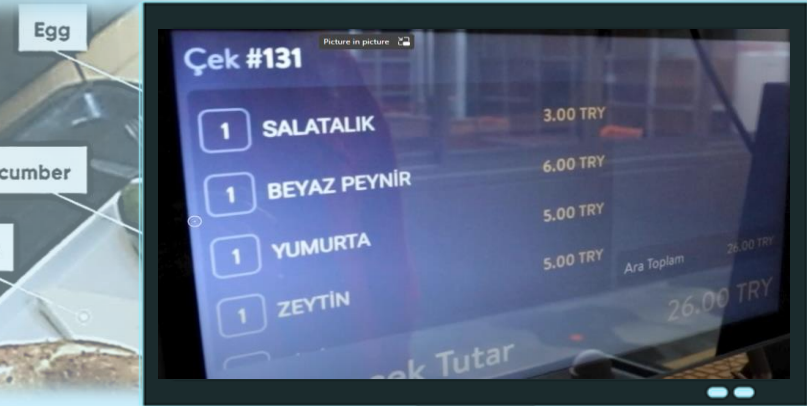 Egg
cumber
Picture in picture
Çek #131
1 SALATALIK 3.00 TRY
1 BEYAZ PEYNİR 6.00 TRY
1 YUMURTA 5.00 TRY
1 ZEYTİN 5.00 TRY
Ara Toplam 26.00 TRY
26.00 TRY
Tutar